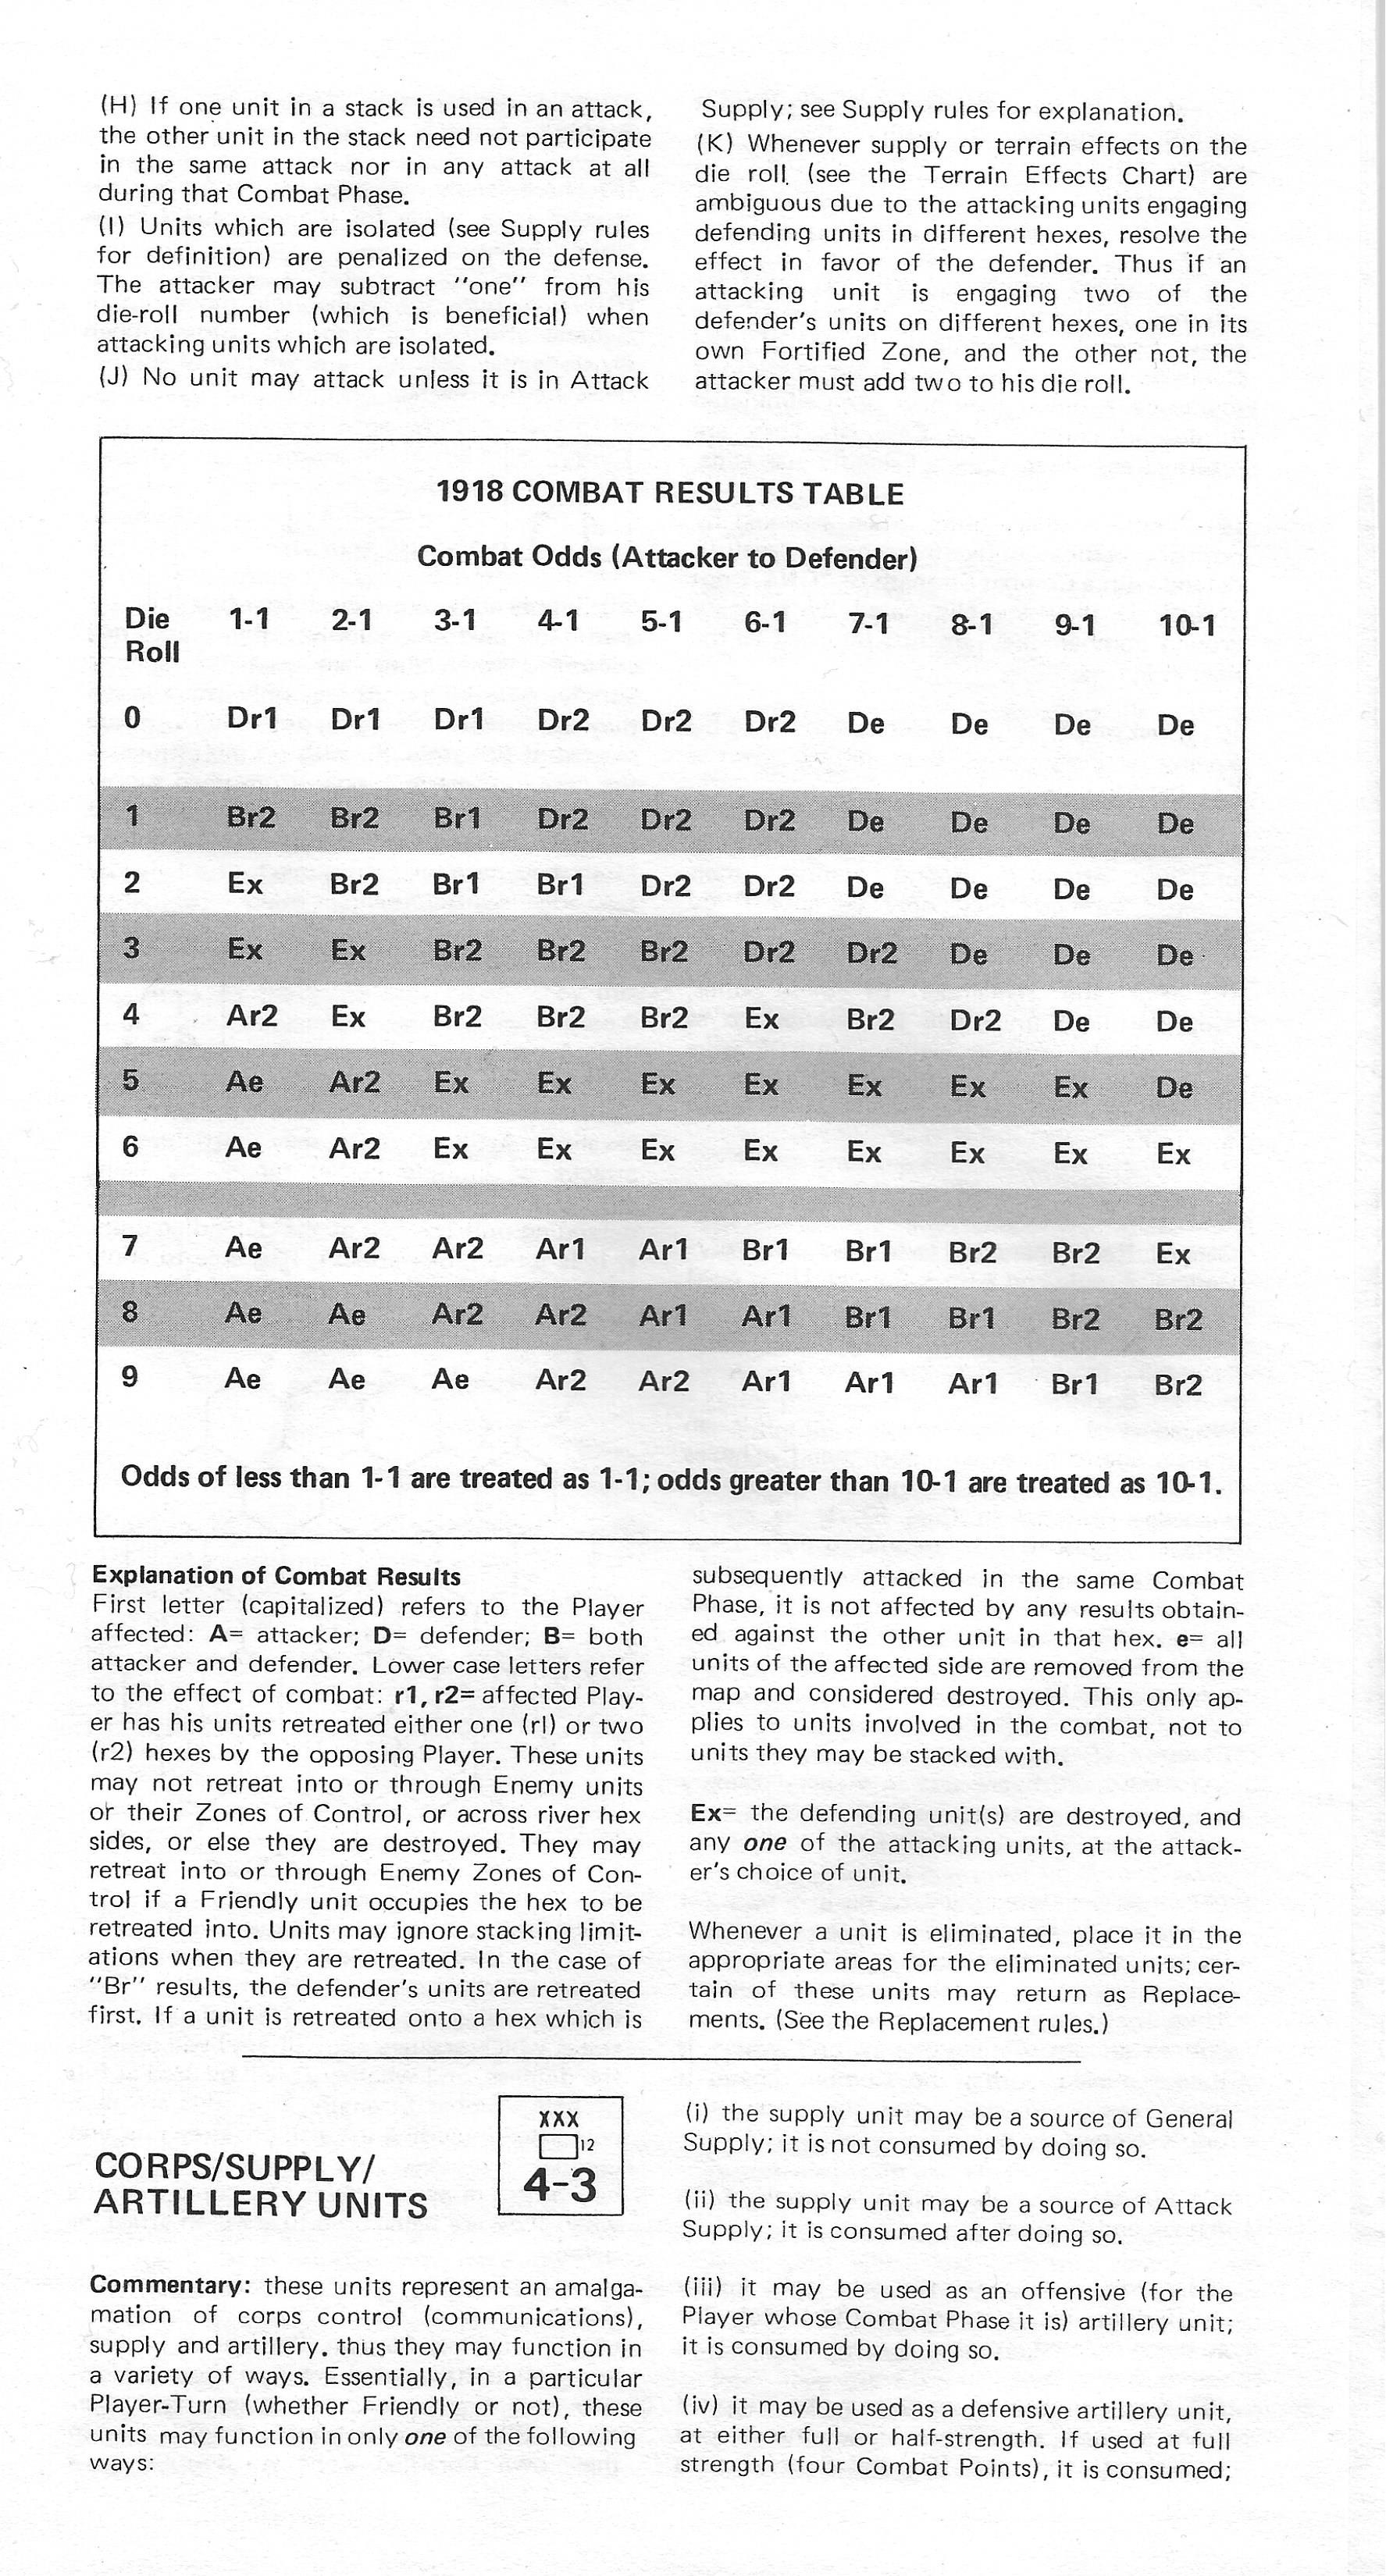 (H) If one unit in a stack is used in an attack,
the other unit in the stack need not participate
in the same attack nor in any attack at all
during that Combat Phase.
(I) Units which are isolated (see Supply rules
for definition) are penalized on the defense.
The attacker may subtract "one" from his
die-roll number (which is beneficial) when
attacking units which are isolated.
(J) No unit may attack unless it is in Attack
Supply; see Supply rules for explanation.
(K) Whenever supply or terrain effects on the
die roll (see the Terrain Effects Chart) are
ambiguous due to the attacking units engaging
defending units in different hexes, resolve the
effect in favor of the defender. Thus if an
attacking unit is engaging two of the
defender's units on different hexes, one in its
own Fortified Zone, and the other not, the
attacker must add two to his die roll.
1918 COMBAT RESULTS TABLE
Combat Odds (Attacker to Defender)
Die 1-1 2-1 3-1 4-1 5-1 6-1 7-1 8-1 9-1 10-1
Roll
0 Dr1 Dr1 Dr1 Dr2 Dr2 Dr2 De De De De
1 Br2 Br2 Br1 Dr2 Dr2 Dr2 De De De De
2 Ex Br2 Br1 Br1 Dr2 Dr2 De De De De
3 Ex Ex Br2 Br2 Br2 Dr2 Dr2 De De De
4 Ar2 Ex Br2 Br2 Br2 Ex Br2 Dr2 De De
5 Ae Ar2 Ex Ex Ex Ex Ex Ex Ex De
6 Ae Ar2 Ex Ex Ex Ex Ex Ex Ex Ex
7 Ae Ar2 Ar2 Ar1 Ar1 Br1 Br1 Br2 Br2 Ex
8 Ae Ae Ar2 Ar2 Ar1 Ar1 Br1 Br1 Br2 Br2
9 Ae Ae Ae Ar2 Ar2 Ar1 Ar1 Ar1 Br1 Br2
Odds of less than 1-1 are treated as 1-1; odds greater than 10-1 are treated as 10-1.
Explanation of Combat Results
First letter (capitalized) refers to the Player
affected: A= attacker; D= defender; B= both
attacker and defender. Lower case letters refer
to the effect of combat: r1, r2= affected Play-
er has his units retreated either one (rl) or two
(r2) hexes by the opposing Player. These units
may not retreat into or through Enemy units
or their Zones of Control, or across river hex
sides, or else they are destroyed. They may
retreat into or through Enemy Zones of Con-
trol if a Friendly unit occupies the hex to be
retreated into. Units may ignore stacking limit-
ations when they are retreated. In the case of
"Br" results, the defender's units are retreated
first. If a unit is retreated onto a hex which is
subsequently attacked in the same Combat
Phase, it is not affected by any results obtain-
ed against the other unit in that hex. e= all
units of the affected side are removed from the
map and considered destroyed. This only ap-
plies to units involved in the combat, not to
units they may be stacked with.
Ex= the defending unit(s) are destroyed, and
any one of the attacking units, at the attack-
er's choice of unit.
Whenever a unit is eliminated, place it in the
appropriate areas for the eliminated units; cer-
tain of these units may return as Replace-
ments. (See the Replacement rules.)
CORPS/SUPPLY/
ARTILLERY UNITS
XXX
12
4-3
Commentary: these units represent an amalga-
mation of corps control (communications),
supply and artillery. thus they may function in
a variety of ways. Essentially, in a particular
Player-Turn (whether Friendly or not), these
units may function in only one of the following
ways:
(i) the supply unit may be a source of General
Supply; it is not consumed by doing so.
(ii) the supply unit may be a source of Attack
Supply; it is consumed after doing so.
(iii) it may be used as an offensive (for the
Player whose Combat Phase it is) artillery unit;
it is consumed by doing so.
(iv) it may be used as a defensive artillery unit,
at either full or half-strength. If used at full
strength (four Combat Points), it is consumed;